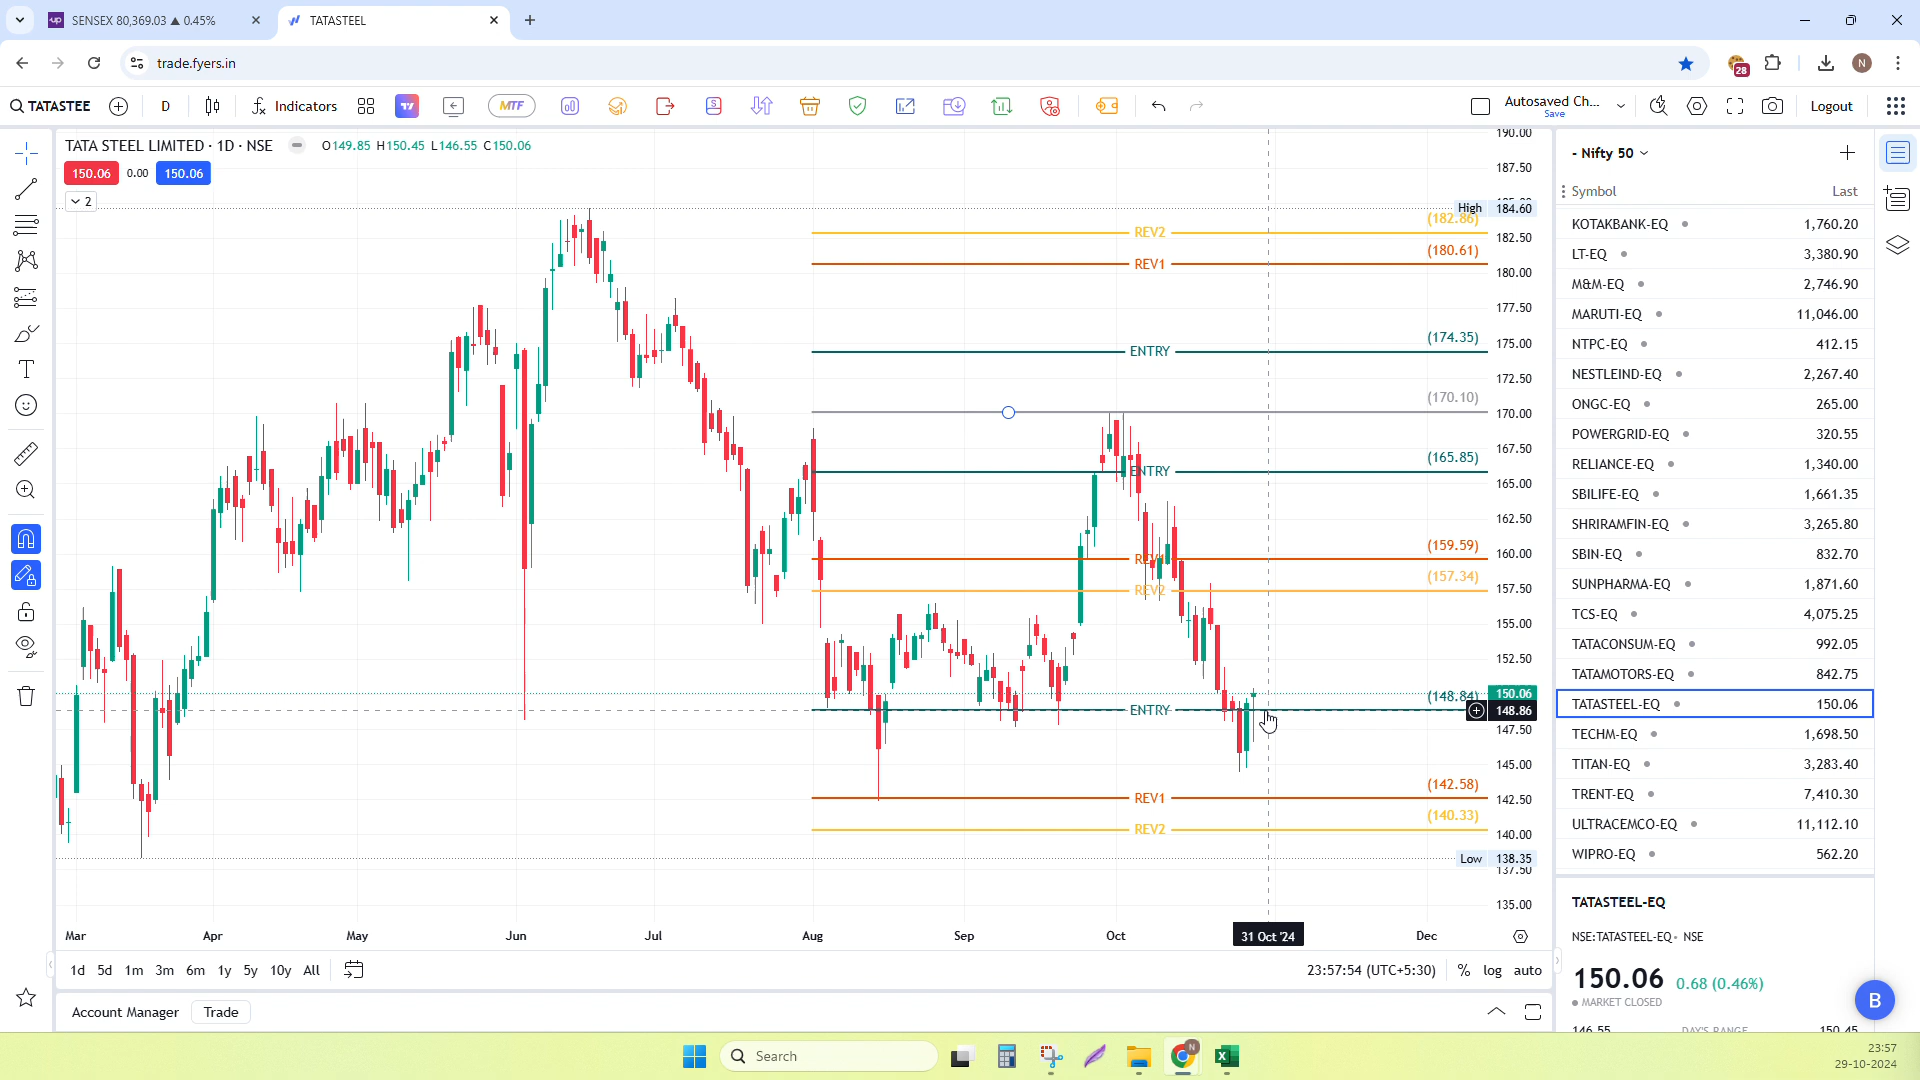 SENSEX 80,369.03 ▲ 0.45%
TATASTEEL
trade.fyers.in
28
N
TATASTEE
D
Indicators
MTF
Autosaved Ch...
Save
Logout
TATA STEEL LIMITED · 1D · NSE
O149.85 H150.45 L146.55 C150.06
150.06 0.00 150.06
2
190.00
187.50
High 184.60
(182.86)
REV2
182.50
(180.61)
REV1
180.00
177.50
(174.35)
ENTRY
175.00
172.50
(170.10)
170.00
167.50
(165.85)
ENTRY
165.00
162.50
(159.59)
REV1
160.00
(157.34)
REV2
157.50
155.00
152.50
150.06
(148.84)
ENTRY
148.86
147.50
145.00
(142.58)
REV1
142.50
(140.33)
REV2
140.00
Low 138.35
137.50
135.00
Mar Apr May Jun Jul Aug Sep Oct 31 Oct '24 Dec
1d 5d 1m 3m 6m 1y 5y 10y All
23:57:54 (UTC+5:30) % log auto
Account Manager Trade
- Nifty 50
Symbol Last
KOTAKBANK-EQ 1,760.20
LT-EQ 3,380.90
M&M-EQ 2,746.90
MARUTI-EQ 11,046.00
NTPC-EQ 412.15
NESTLEIND-EQ 2,267.40
ONGC-EQ 265.00
POWERGRID-EQ 320.55
RELIANCE-EQ 1,340.00
SBILIFE-EQ 1,661.35
SHRIRAMFIN-EQ 3,265.80
SBIN-EQ 832.70
SUNPHARMA-EQ 1,871.60
TCS-EQ 4,075.25
TATACONSUM-EQ 992.05
TATAMOTORS-EQ 842.75
TATASTEEL-EQ 150.06
TECHM-EQ 1,698.50
TITAN-EQ 3,283.40
TRENT-EQ 7,410.30
ULTRACEMCO-EQ 11,112.10
WIPRO-EQ 562.20
TATASTEEL-EQ
NSE:TATASTEEL-EQ • NSE
150.06 0.68 (0.46%)
MARKET CLOSED
146.55 DAY'S RANGE 150.45
B
Search
23:57
29-10-2024